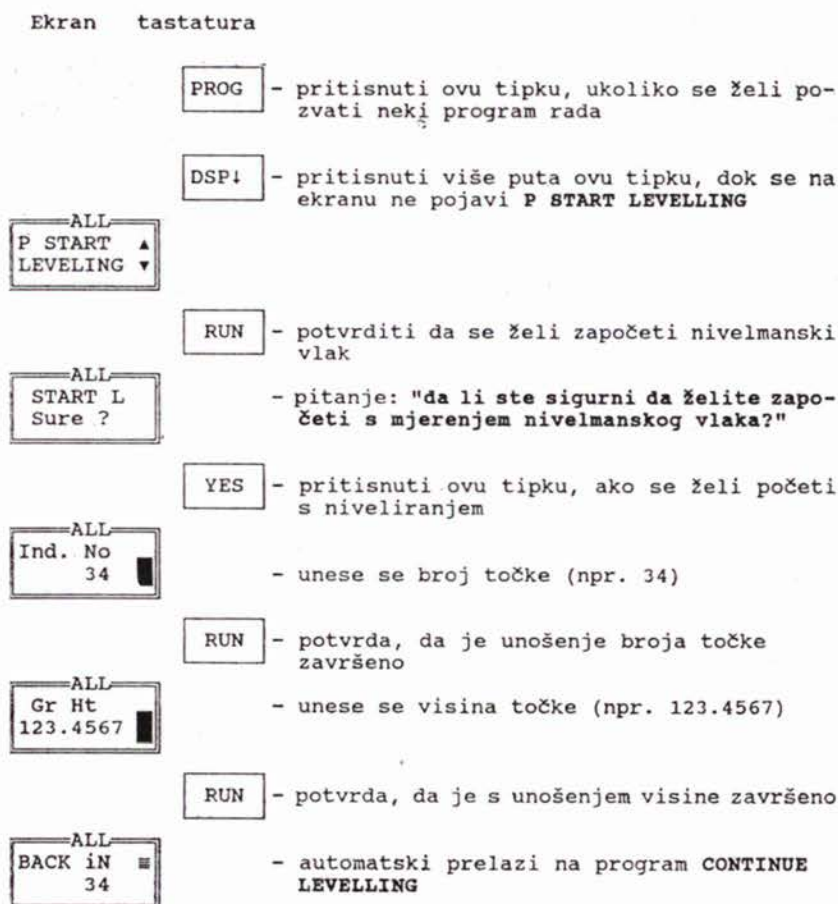 Ekran tastatura
PROG - pritisnuti ovu tipku, ukoliko se želi po-
zvati neki program rada
DSP↓ - pritisnuti više puta ovu tipku, dok se na
ekranu ne pojavi P START LEVELLING
ALL
P START ▲
LEVELING ▼
RUN - potvrditi da se želi započeti nivelmanski
vlak
ALL
START L
Sure ?
- pitanje: "da li ste sigurni da želite zapo-
četi s mjerenjem nivelmanskog vlaka?"
YES - pritisnuti ovu tipku, ako se želi početi
s niveliranjem
ALL
Ind. No
34
- unese se broj točke (npr. 34)
RUN - potvrda, da je unošenje broja točke
završeno
ALL
Gr Ht
123.4567
- unese se visina točke (npr. 123.4567)
RUN - potvrda, da je s unošenjem visine završeno
ALL
BACK iN ≡
34
- automatski prelazi na program CONTINUE
LEVELLING